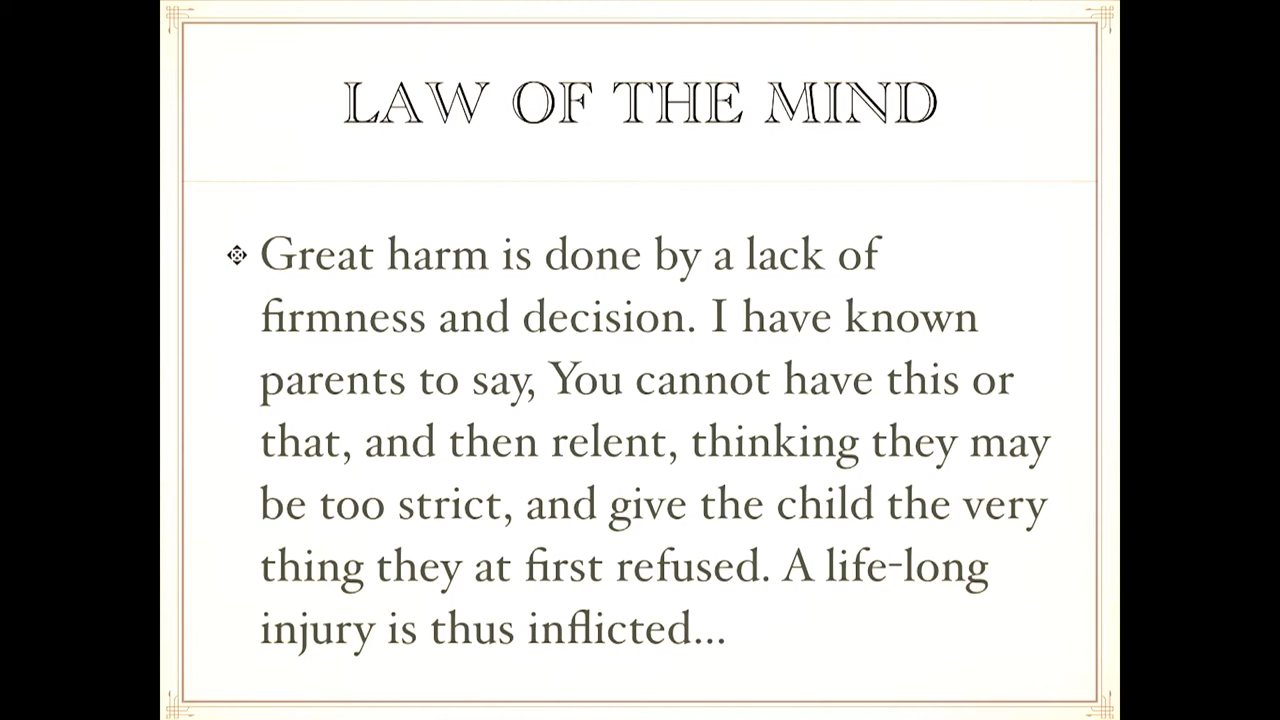 LAW OF THE MIND
Great harm is done by a lack of
firmness and decision. I have known
parents to say, You cannot have this or
that, and then relent, thinking they may
be too strict, and give the child the very
thing they at first refused. A life-long
injury is thus inflicted...